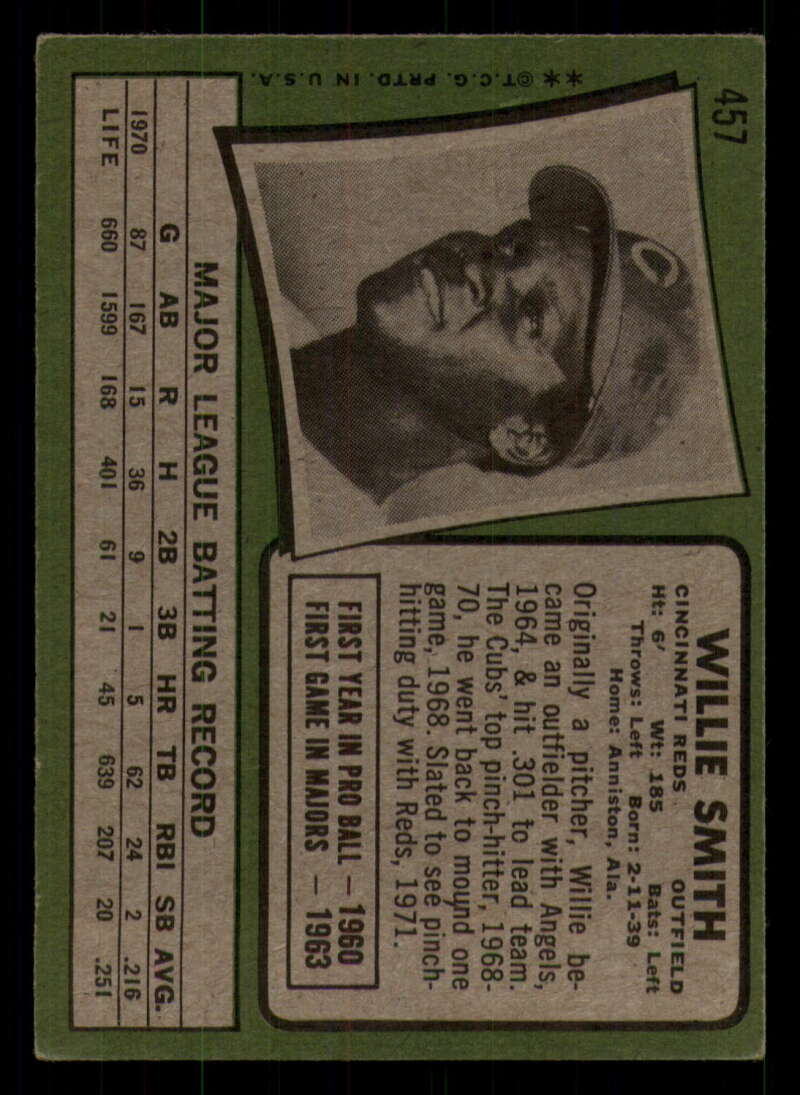 457
**©T.C.G. PRTD. IN U.S.A.
C
WILLIE SMITH
CINCINNATI REDS OUTFIELD
Ht: 6' Wt: 185 Bats: Left
Throws: Left Born: 2-11-39
Home: Anniston, Ala.
Originally a pitcher, Willie be-
came an outfielder with Angels,
1964, & hit .301 to lead team.
The Cubs' top pinch-hitter, 1968-
70, he went back to mound one
game, 1968. Slated to see pinch-
hitting duty with Reds, 1971.
FIRST YEAR IN PRO BALL — 1960
FIRST GAME IN MAJORS — 1963
MAJOR LEAGUE BATTING RECORD
G AB R H 2B 3B HR TB RBI SB AVG.
1970 87 167 15 36 9 1 5 62 24 2 .216
LIFE 660 1599 168 401 61 21 45 639 207 20 .251